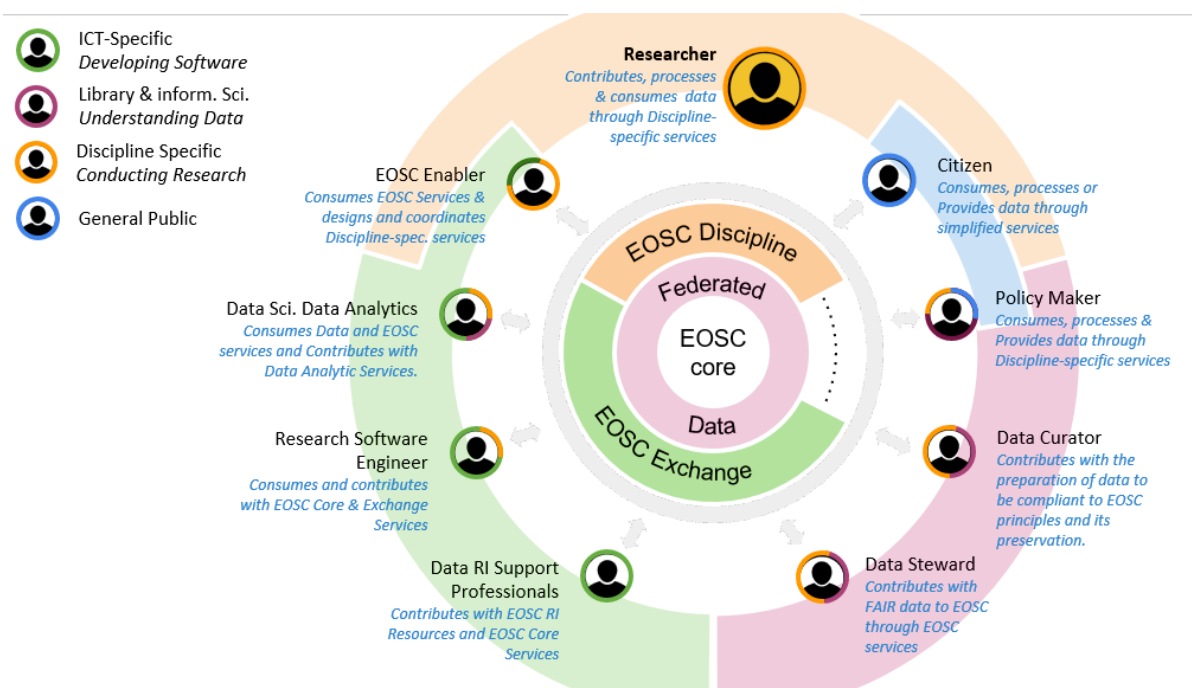 ICT-Specific
Developing Software
Library & inform. Sci.
Understanding Data
Discipline Specific
Conducting Research
General Public
Researcher
Contributes, processes
& consumes data
through Discipline-
specific services
EOSC Enabler
Consumes EOSC Services &
designs and coordinates
Discipline-spec. services
Citizen
Consumes, processes or
Provides data through
simplified services
Data Sci. Data Analytics
Consumes Data and EOSC
services and Contributes with
Data Analytic Services.
Policy Maker
Consumes, processes &
Provides data through
Discipline-specific services
EOSC Discipline
Federated
EOSC
core
Data
EOSC Exchange
Research Software
Engineer
Consumes and contributes
with EOSC Core & Exchange
Services
Data Curator
Contributes with the
preparation of data to
be compliant to EOSC
principles and its
preservation.
Data RI Support
Professionals
Contributes with EOSC RI
Resources and EOSC Core
Services
Data Steward
Contributes with
FAIR data to EOSC
through EOSC
services